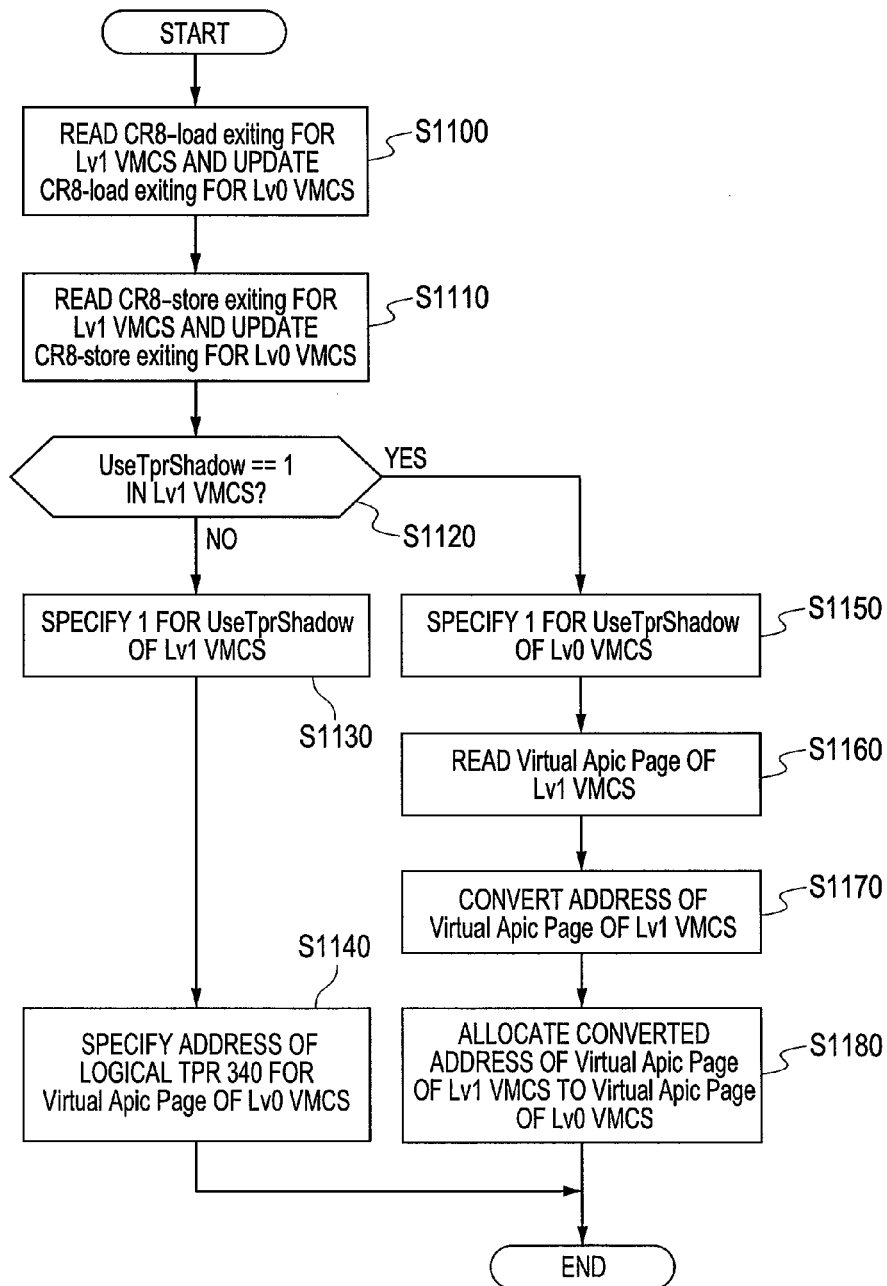 START
READ CR8-load exiting FOR
Lv1 VMCS AND UPDATE
CR8-load exiting FOR Lv0 VMCS
S1100
READ CR8-store exiting FOR
Lv1 VMCS AND UPDATE
CR8-store exiting FOR Lv0 VMCS
S1110
UseTprShadow == 1
IN Lv1 VMCS?
YES
S1120
NO
SPECIFY 1 FOR UseTprShadow
OF Lv1 VMCS
S1130
SPECIFY 1 FOR UseTprShadow
OF Lv0 VMCS
S1150
READ Virtual Apic Page OF
Lv1 VMCS
S1160
CONVERT ADDRESS OF
Virtual Apic Page OF Lv1 VMCS
S1170
S1140
SPECIFY ADDRESS OF
LOGICAL TPR 340 FOR
Virtual Apic Page OF Lv0 VMCS
ALLOCATE CONVERTED
ADDRESS OF Virtual Apic Page
OF Lv1 VMCS TO Virtual Apic Page
OF Lv0 VMCS
S1180
END